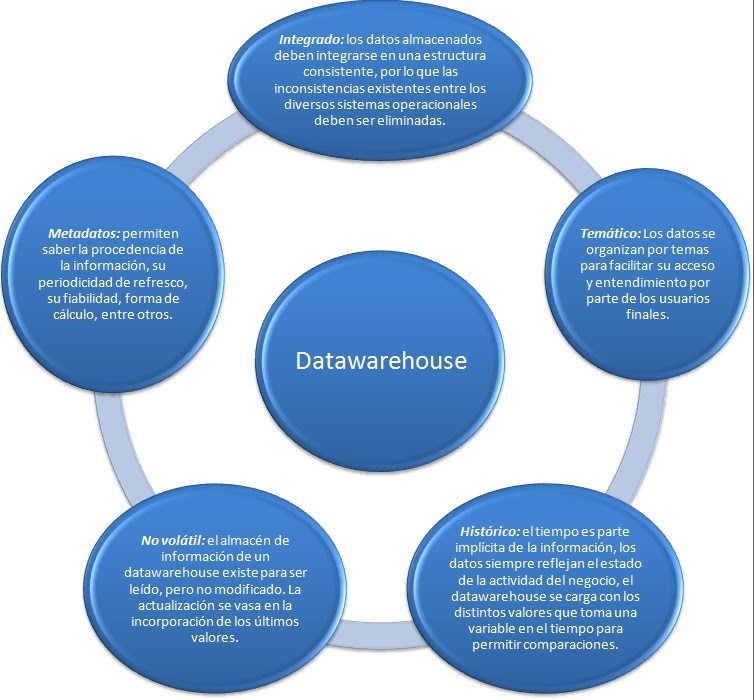 Integrado: los datos almacenados
deben integrarse en una estructura
consistente, por lo que las
inconsistencias existentes entre los
diversos sistemas operacionales
deben ser eliminadas.
Temático: Los datos se
organizan por temas
para facilitar su acceso
y entendimiento por
parte de los usuarios
finales.
Histórico: el tiempo es parte
implícita de la información, los
datos siempre reflejan el estado
de la actividad del negocio, el
datawarehouse se carga con los
distintos valores que toma una
variable en el tiempo para
permitir comparaciones.
No volátil: el almacén de
información de un
datawarehouse existe para ser
leído, pero no modificado. La
actualización se vasa en la
incorporación de los últimos
valores.
Metadatos: permiten
saber la procedencia de
la información, su
periodicidad de refresco,
su fiabilidad, forma de
cálculo, entre otros.
Datawarehouse